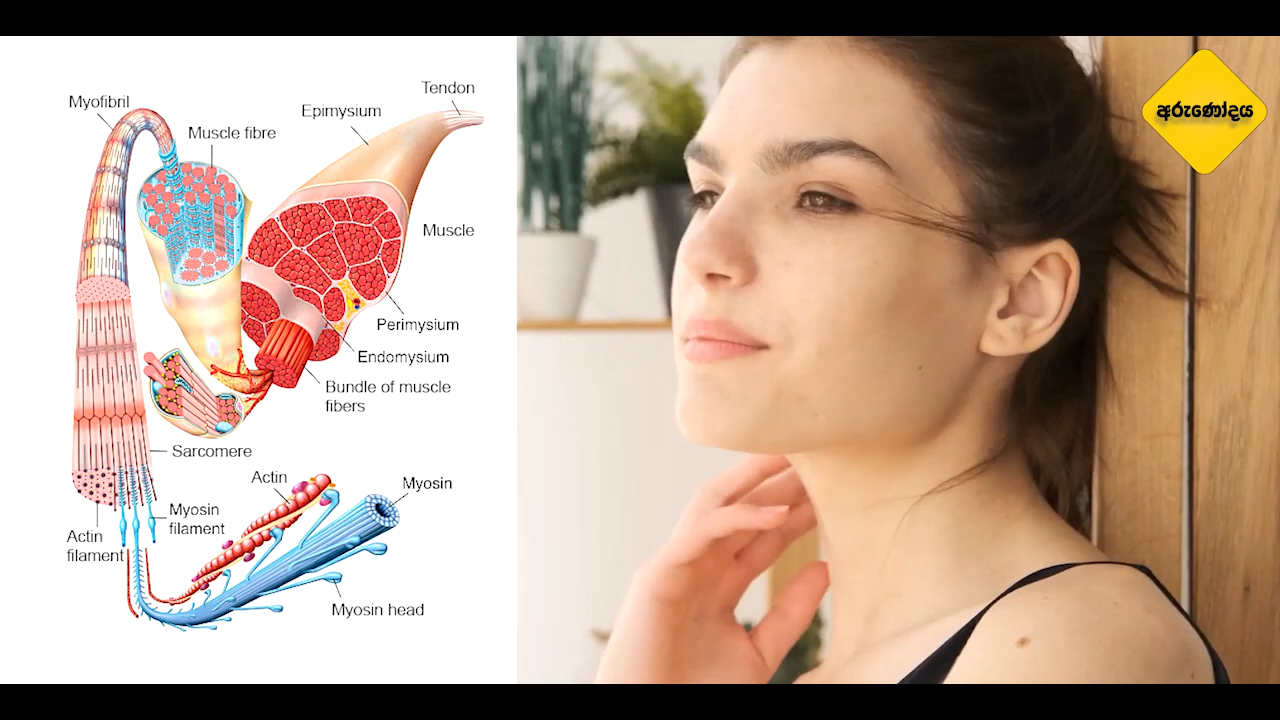 Tendon
Myofibril
Epimysium
Muscle fibre
Muscle
Perimysium
Endomysium
Bundle of muscle
fibers
Sarcomere
Actin
Myosin
Myosin
filament
Actin
filament
Myosin head
අරුණෝදය